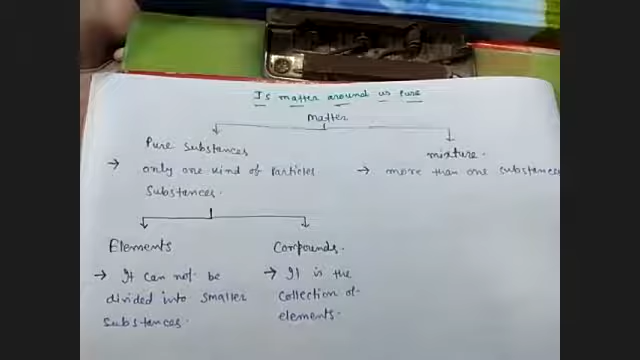 Is matter around us Pure
Matter
Pure substances
mixture.
→ only one kind of Particles
→ more than one substances
substances.
Elements
Compounds.
→ It can not be
→ It is the
divided into smaller
collection of
substances.
elements.